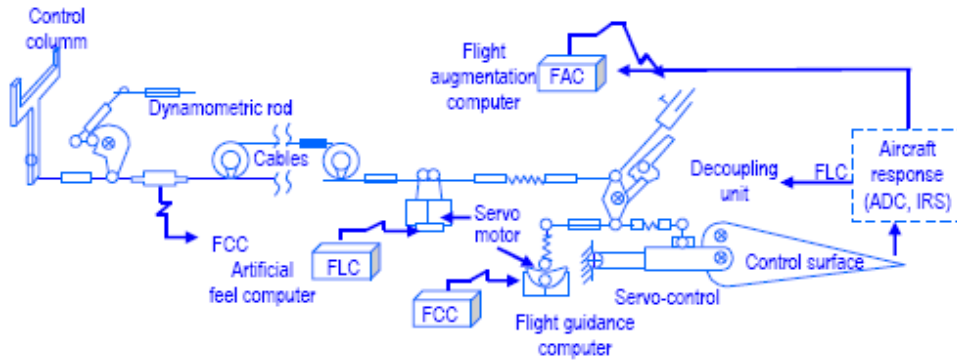 Control
columm
Dynamometric rod
Cables
Flight
augmentation
computer
FAC
Decoupling
unit
FLC
Aircraft
response
(ADC, IRS)
Servo
motor
FCC
Artificial
feel computer
FLC
FCC
Flight guidance
computer
Servo-control
Control surface